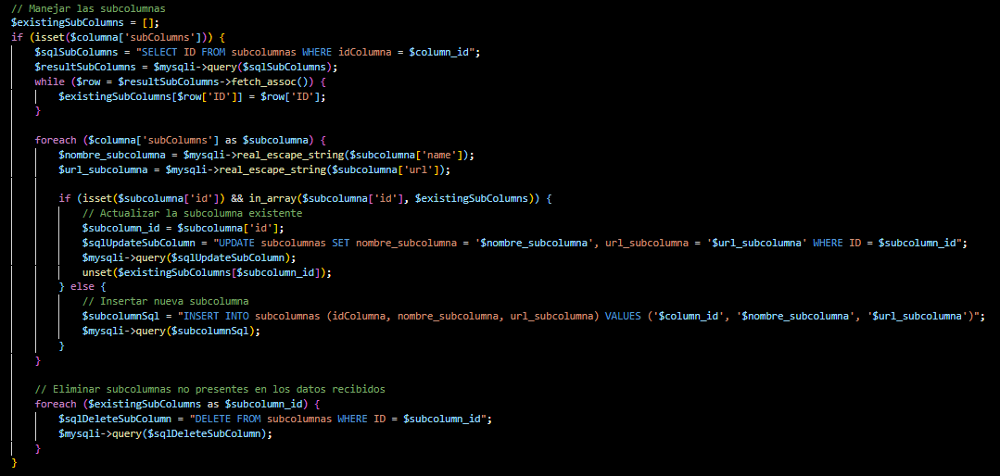 // Manejar las subcolumnas
$existingSubColumns = [];
if (isset($columna['subColumns'])) {
$sqlSubColumns = "SELECT ID FROM subcolumnas WHERE idColumna = $column_id";
$resultSubColumns = $mysqli->query($sqlSubColumns);
while ($row = $resultSubColumns->fetch_assoc()) {
$existingSubColumns[$row['ID']] = $row['ID'];
}
foreach ($columna['subColumns'] as $subcolumna) {
$nombre_subcolumna = $mysqli->real_escape_string($subcolumna['name']);
$url_subcolumna = $mysqli->real_escape_string($subcolumna['url']);
if (isset($subcolumna['id']) && in_array($subcolumna['id'], $existingSubColumns)) {
// Actualizar la subcolumna existente
$subcolumn_id = $subcolumna['id'];
$sqlUpdateSubColumn = "UPDATE subcolumnas SET nombre_subcolumna = '$nombre_subcolumna', url_subcolumna = '$url_subcolumna' WHERE ID = $subcolumn_id";
$mysqli->query($sqlUpdateSubColumn);
unset($existingSubColumns[$subcolumn_id]);
} else {
// Insertar nueva subcolumna
$subcolumnSql = "INSERT INTO subcolumnas (idColumna, nombre_subcolumna, url_subcolumna) VALUES ('$column_id', '$nombre_subcolumna', '$url_subcolumna')";
$mysqli->query($subcolumnSql);
}
}
// Eliminar subcolumnas no presentes en los datos recibidos
foreach ($existingSubColumns as $subcolumn_id) {
$sqlDeleteSubColumn = "DELETE FROM subcolumnas WHERE ID = $subcolumn_id";
$mysqli->query($sqlDeleteSubColumn);
}
}